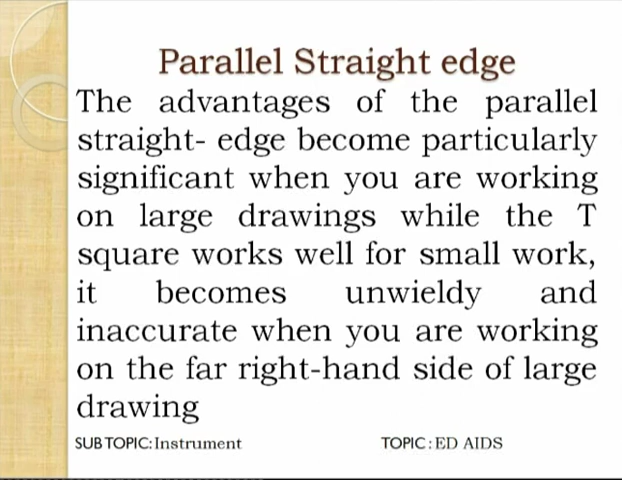 Parallel Straight edge
The advantages of the parallel
straight- edge become particularly
significant when you are working
on large drawings while the T
square works well for small work,
it becomes unwieldy and
inaccurate when you are working
on the far right-hand side of large
drawing
SUB TOPIC: Instrument TOPIC : ED AIDS